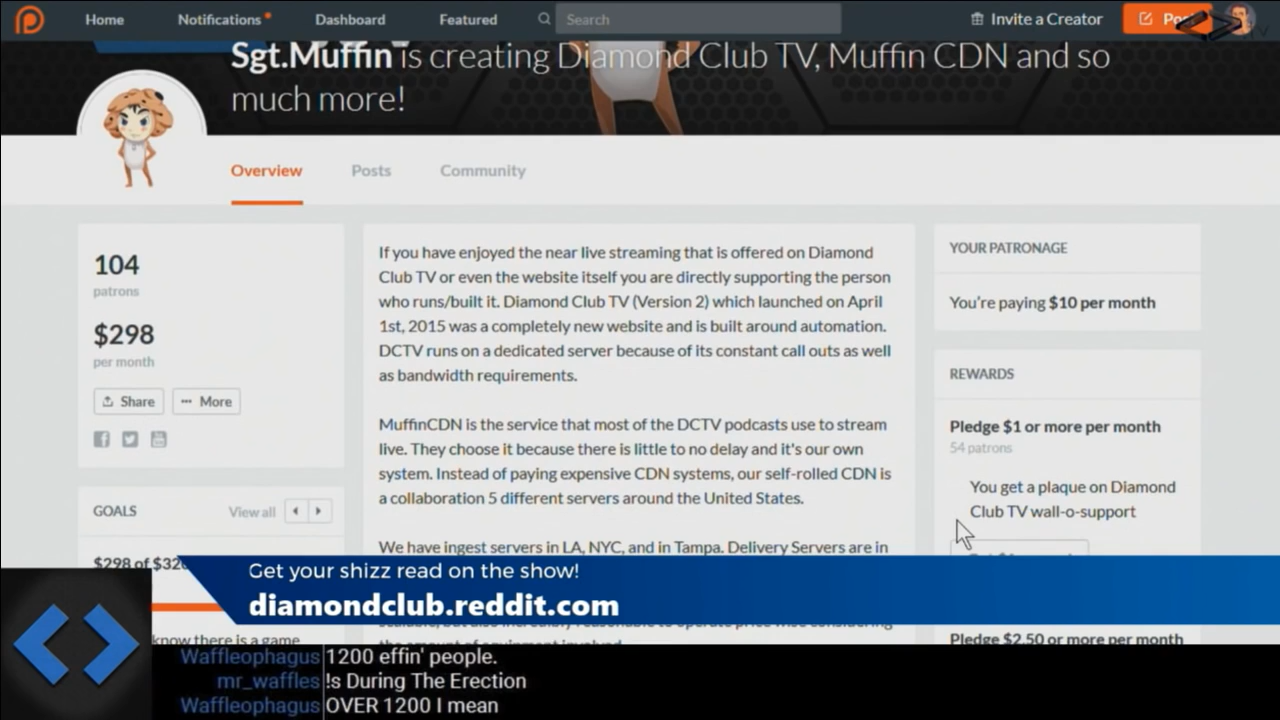 Home
Notifications
Dashboard
Featured
Search
Invite a Creator
Sgt.Muffin is creating Diamond Club TV, Muffin CDN and so
much more!
Overview
Posts
Community
104
patrons
$298
per month
Share
More
GOALS
View all
$298 of
know there is a game
If you have enjoyed the near live streaming that is offered on Diamond
Club TV or even the website itself you are directly supporting the person
who runs/built it. Diamond Club TV (Version 2) which launched on April
1st, 2015 was a completely new website and is built around automation.
DCTV runs on a dedicated server because of its constant call outs as well
as bandwidth requirements.
MuffinCDN is the service that most of the DCTV podcasts use to stream
live. They choose it because there is little to no delay and it's our own
system. Instead of paying expensive CDN systems, our self-rolled CDN is
a collaboration 5 different servers around the United States.
We have ingest servers in LA, NYC, and in Tampa. Delivery Servers are in
YOUR PATRONAGE
You're paying $10 per month
REWARDS
Pledge $1 or more per month
54 patrons
You get a plaque on Diamond
Club TV wall-o-support
Pledge $2.50 or more per month
Get your shizz read on the show!
diamondclub.reddit.com
Waffleophagus 1200 effin' people.
mr_waffles !s During The Erection
Waffleophagus OVER 1200 I mean